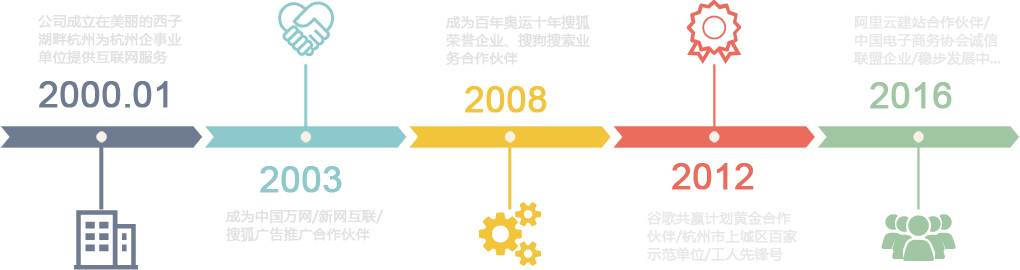 公司成立在美丽的西子
湖畔杭州为杭州企事业
单位提供互联网服务
2000.01
2003
成为中国万网/新网互联/
搜狐广告推广合作伙伴
成为百年奥运十年搜狐
荣誉企业、搜狗搜索业
务合作伙伴
2008
2012
谷歌共赢计划黄金合作
伙伴/杭州市上城区百家
示范单位/工人先锋号
阿里云建站合作伙伴/
中国电子商务协会诚信
联盟企业/稳步发展中...
2016